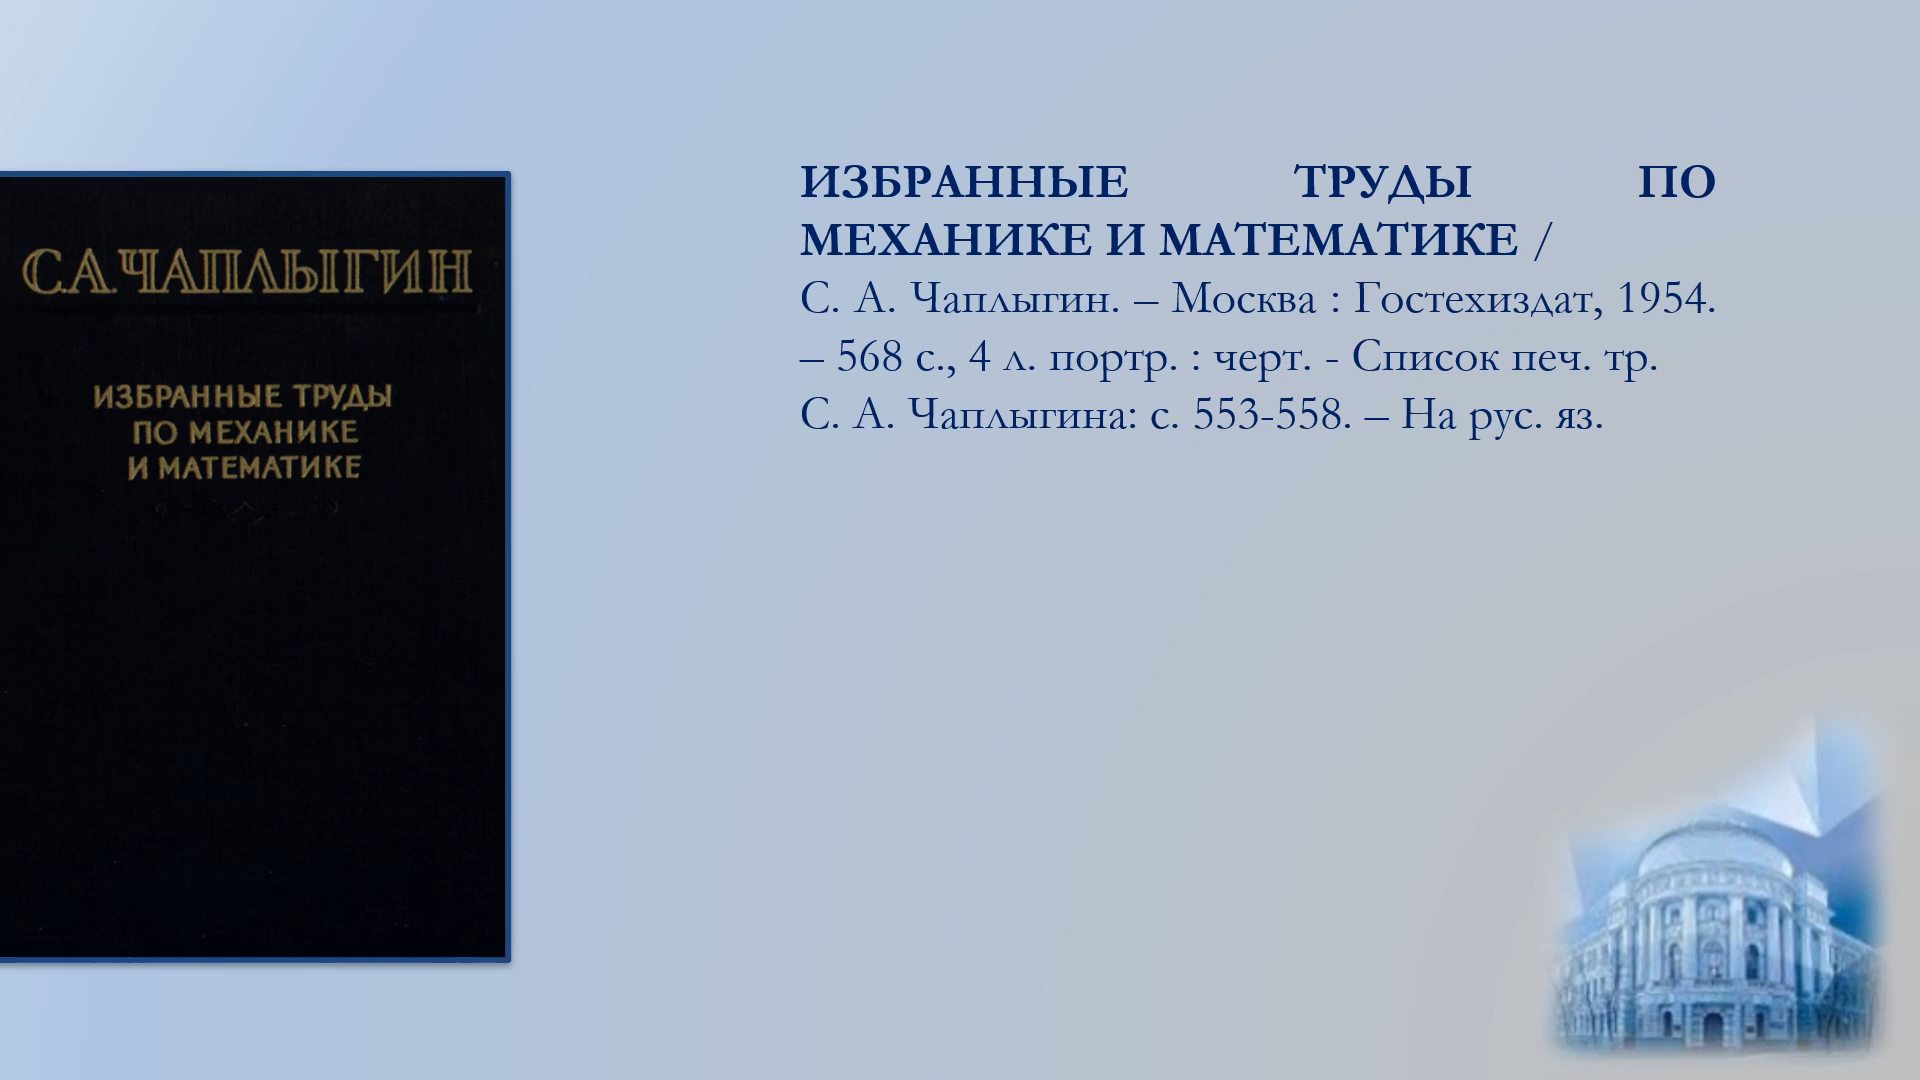 С.А.ЧАПЛЫГИН
ИЗБРАННЫЕ ТРУДЫ
ПО МЕХАНИКЕ
И МАТЕМАТИКЕ
ИЗБРАННЫЕ ТРУДЫ ПО
МЕХАНИКЕ И МАТЕМАТИКЕ /
С. А. Чаплыгин. – Москва : Гостехиздат, 1954.
– 568 с., 4 л. портр. : черт. - Список печ. тр.
С. А. Чаплыгина: с. 553-558. – На рус. яз.